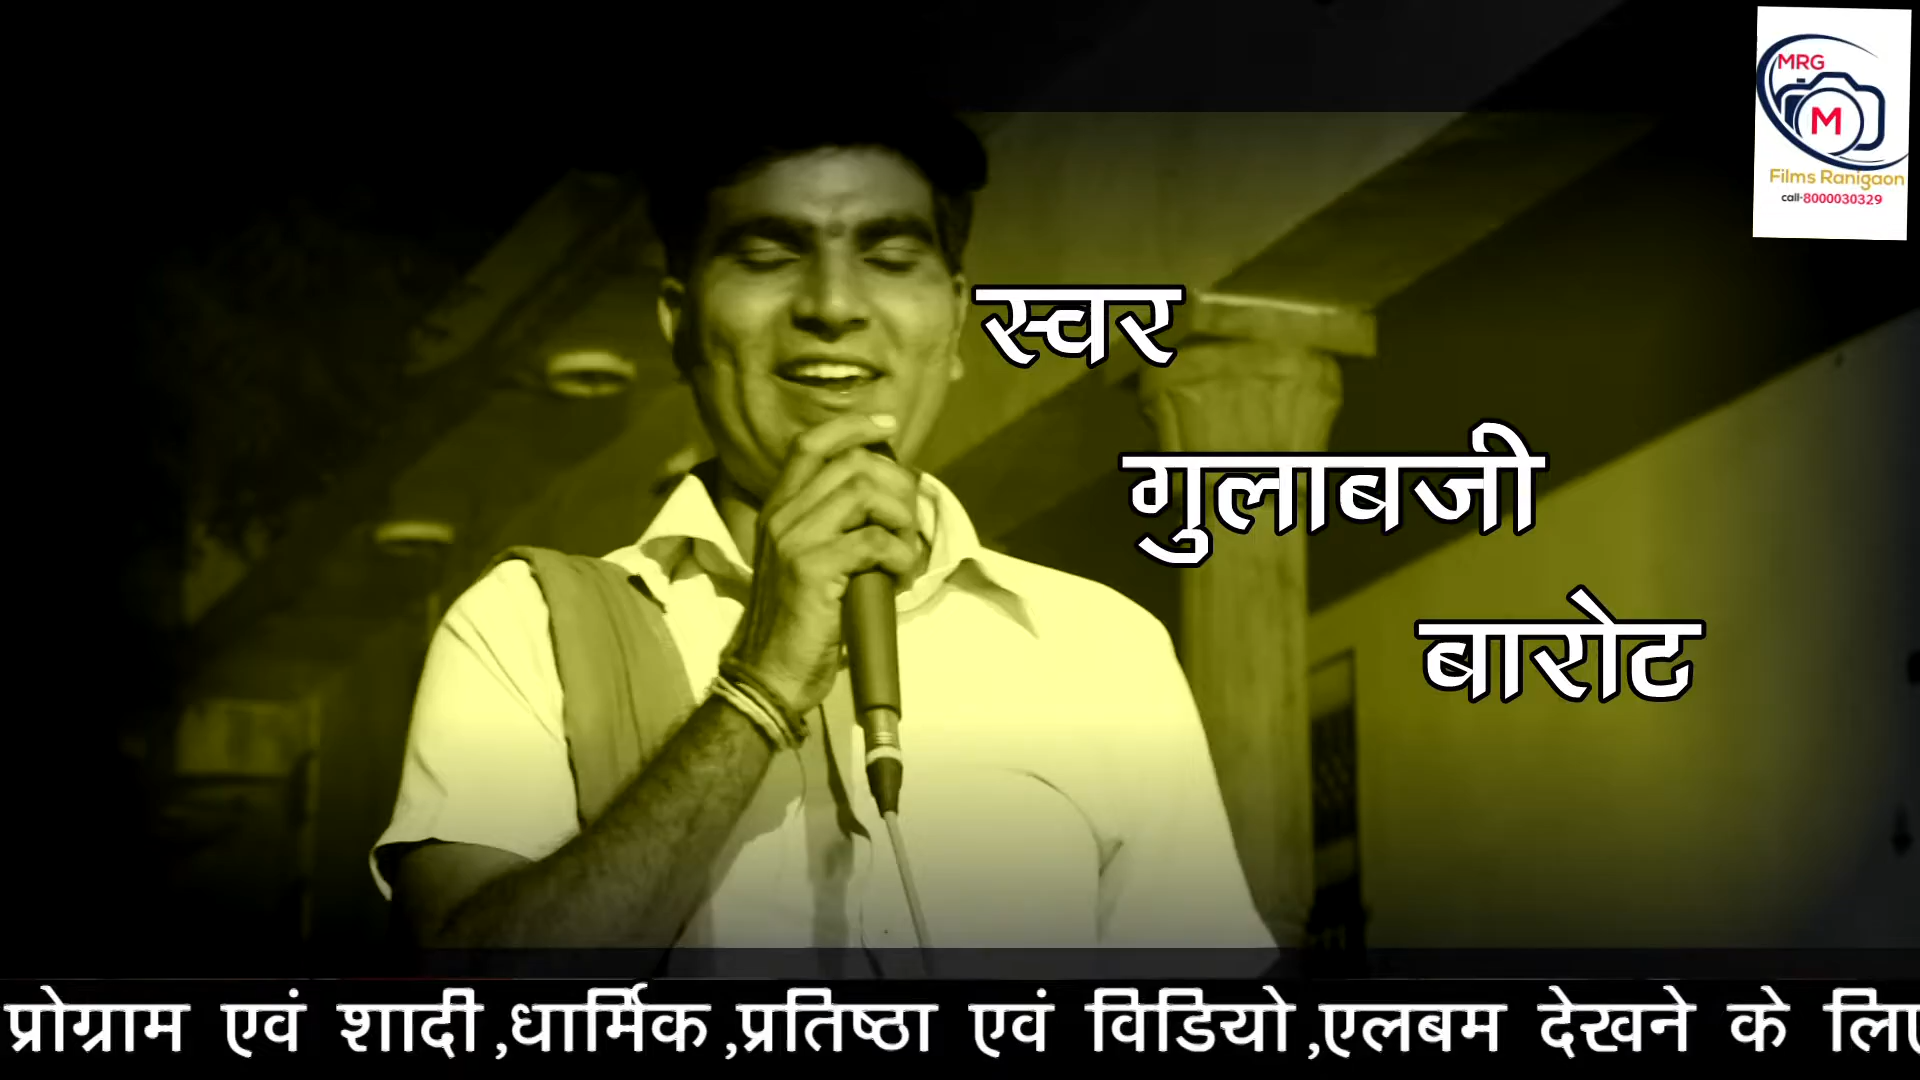 MRG
M
Films Ranigaon
call-8000030329
स्वर
गुलाबजी
बारोट
प्रोग्राम एवं शादी,धार्मिक,प्रतिष्ठा एवं विडियो,एलबम देखने के लिए